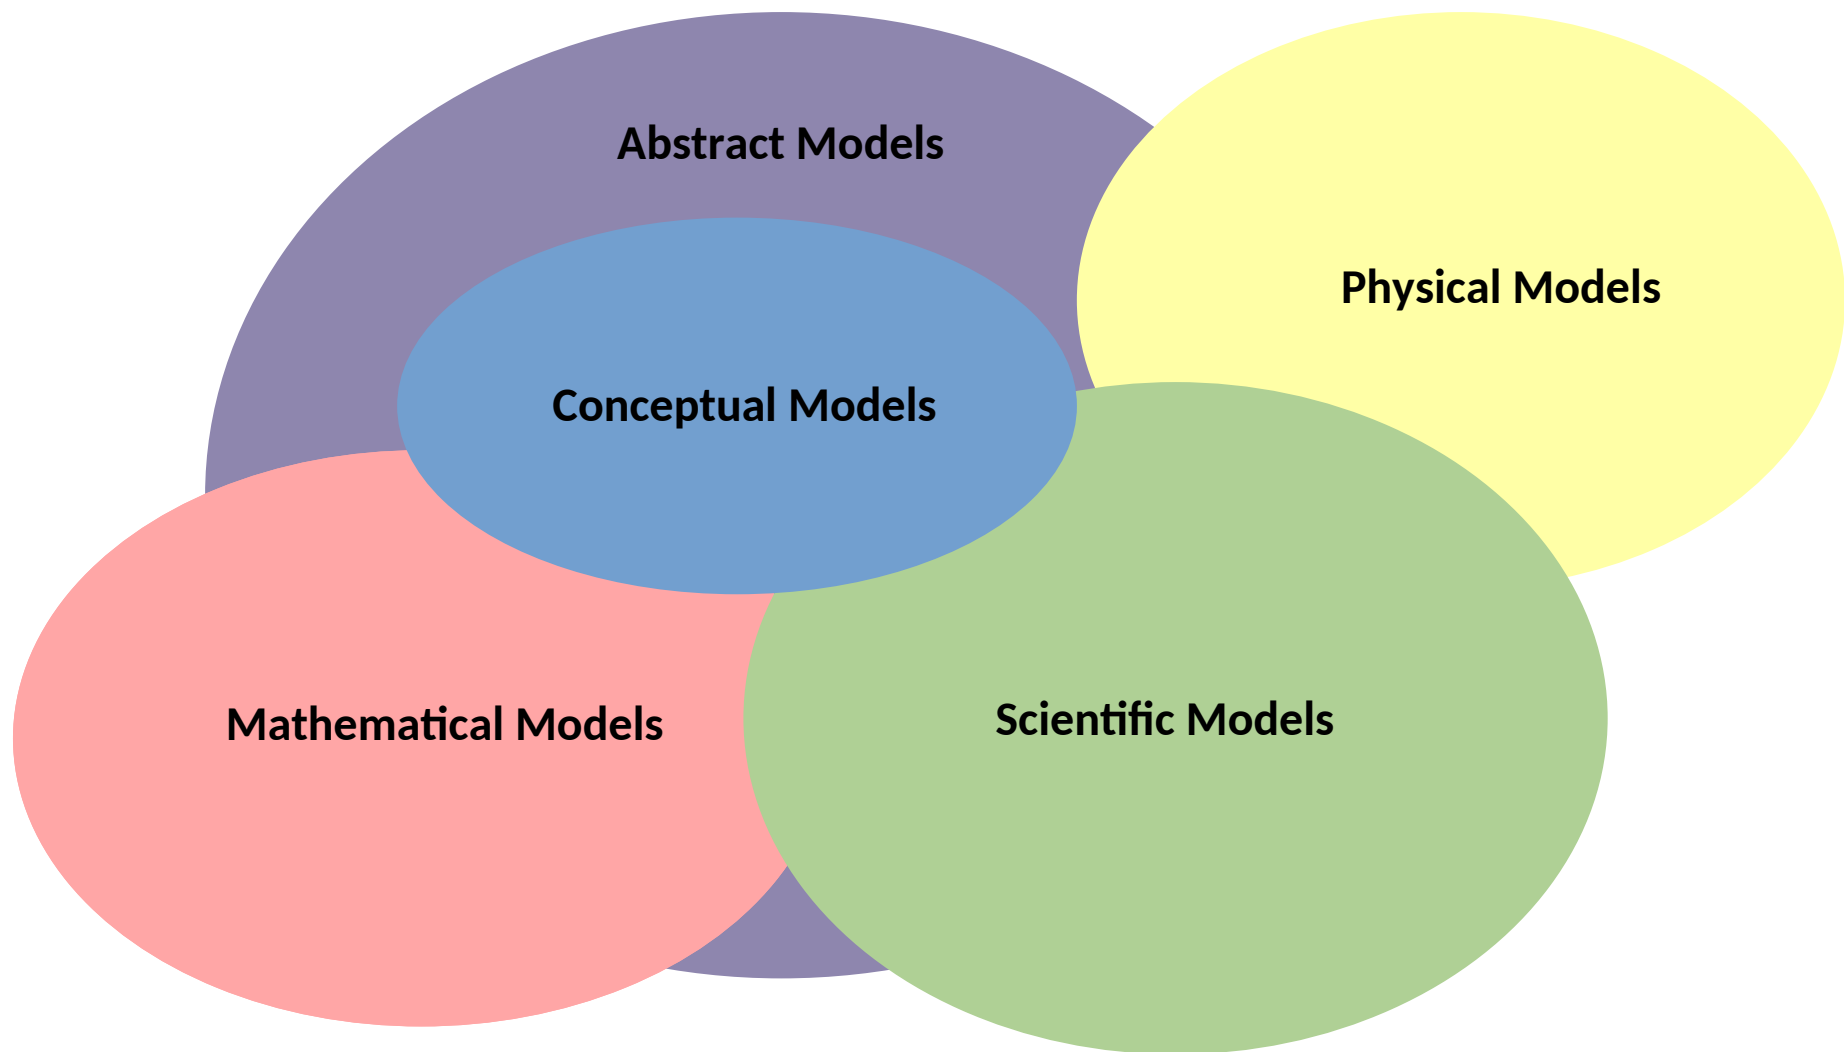 Abstract Models
Physical Models
Conceptual Models
Mathematical Models
Scientific Models